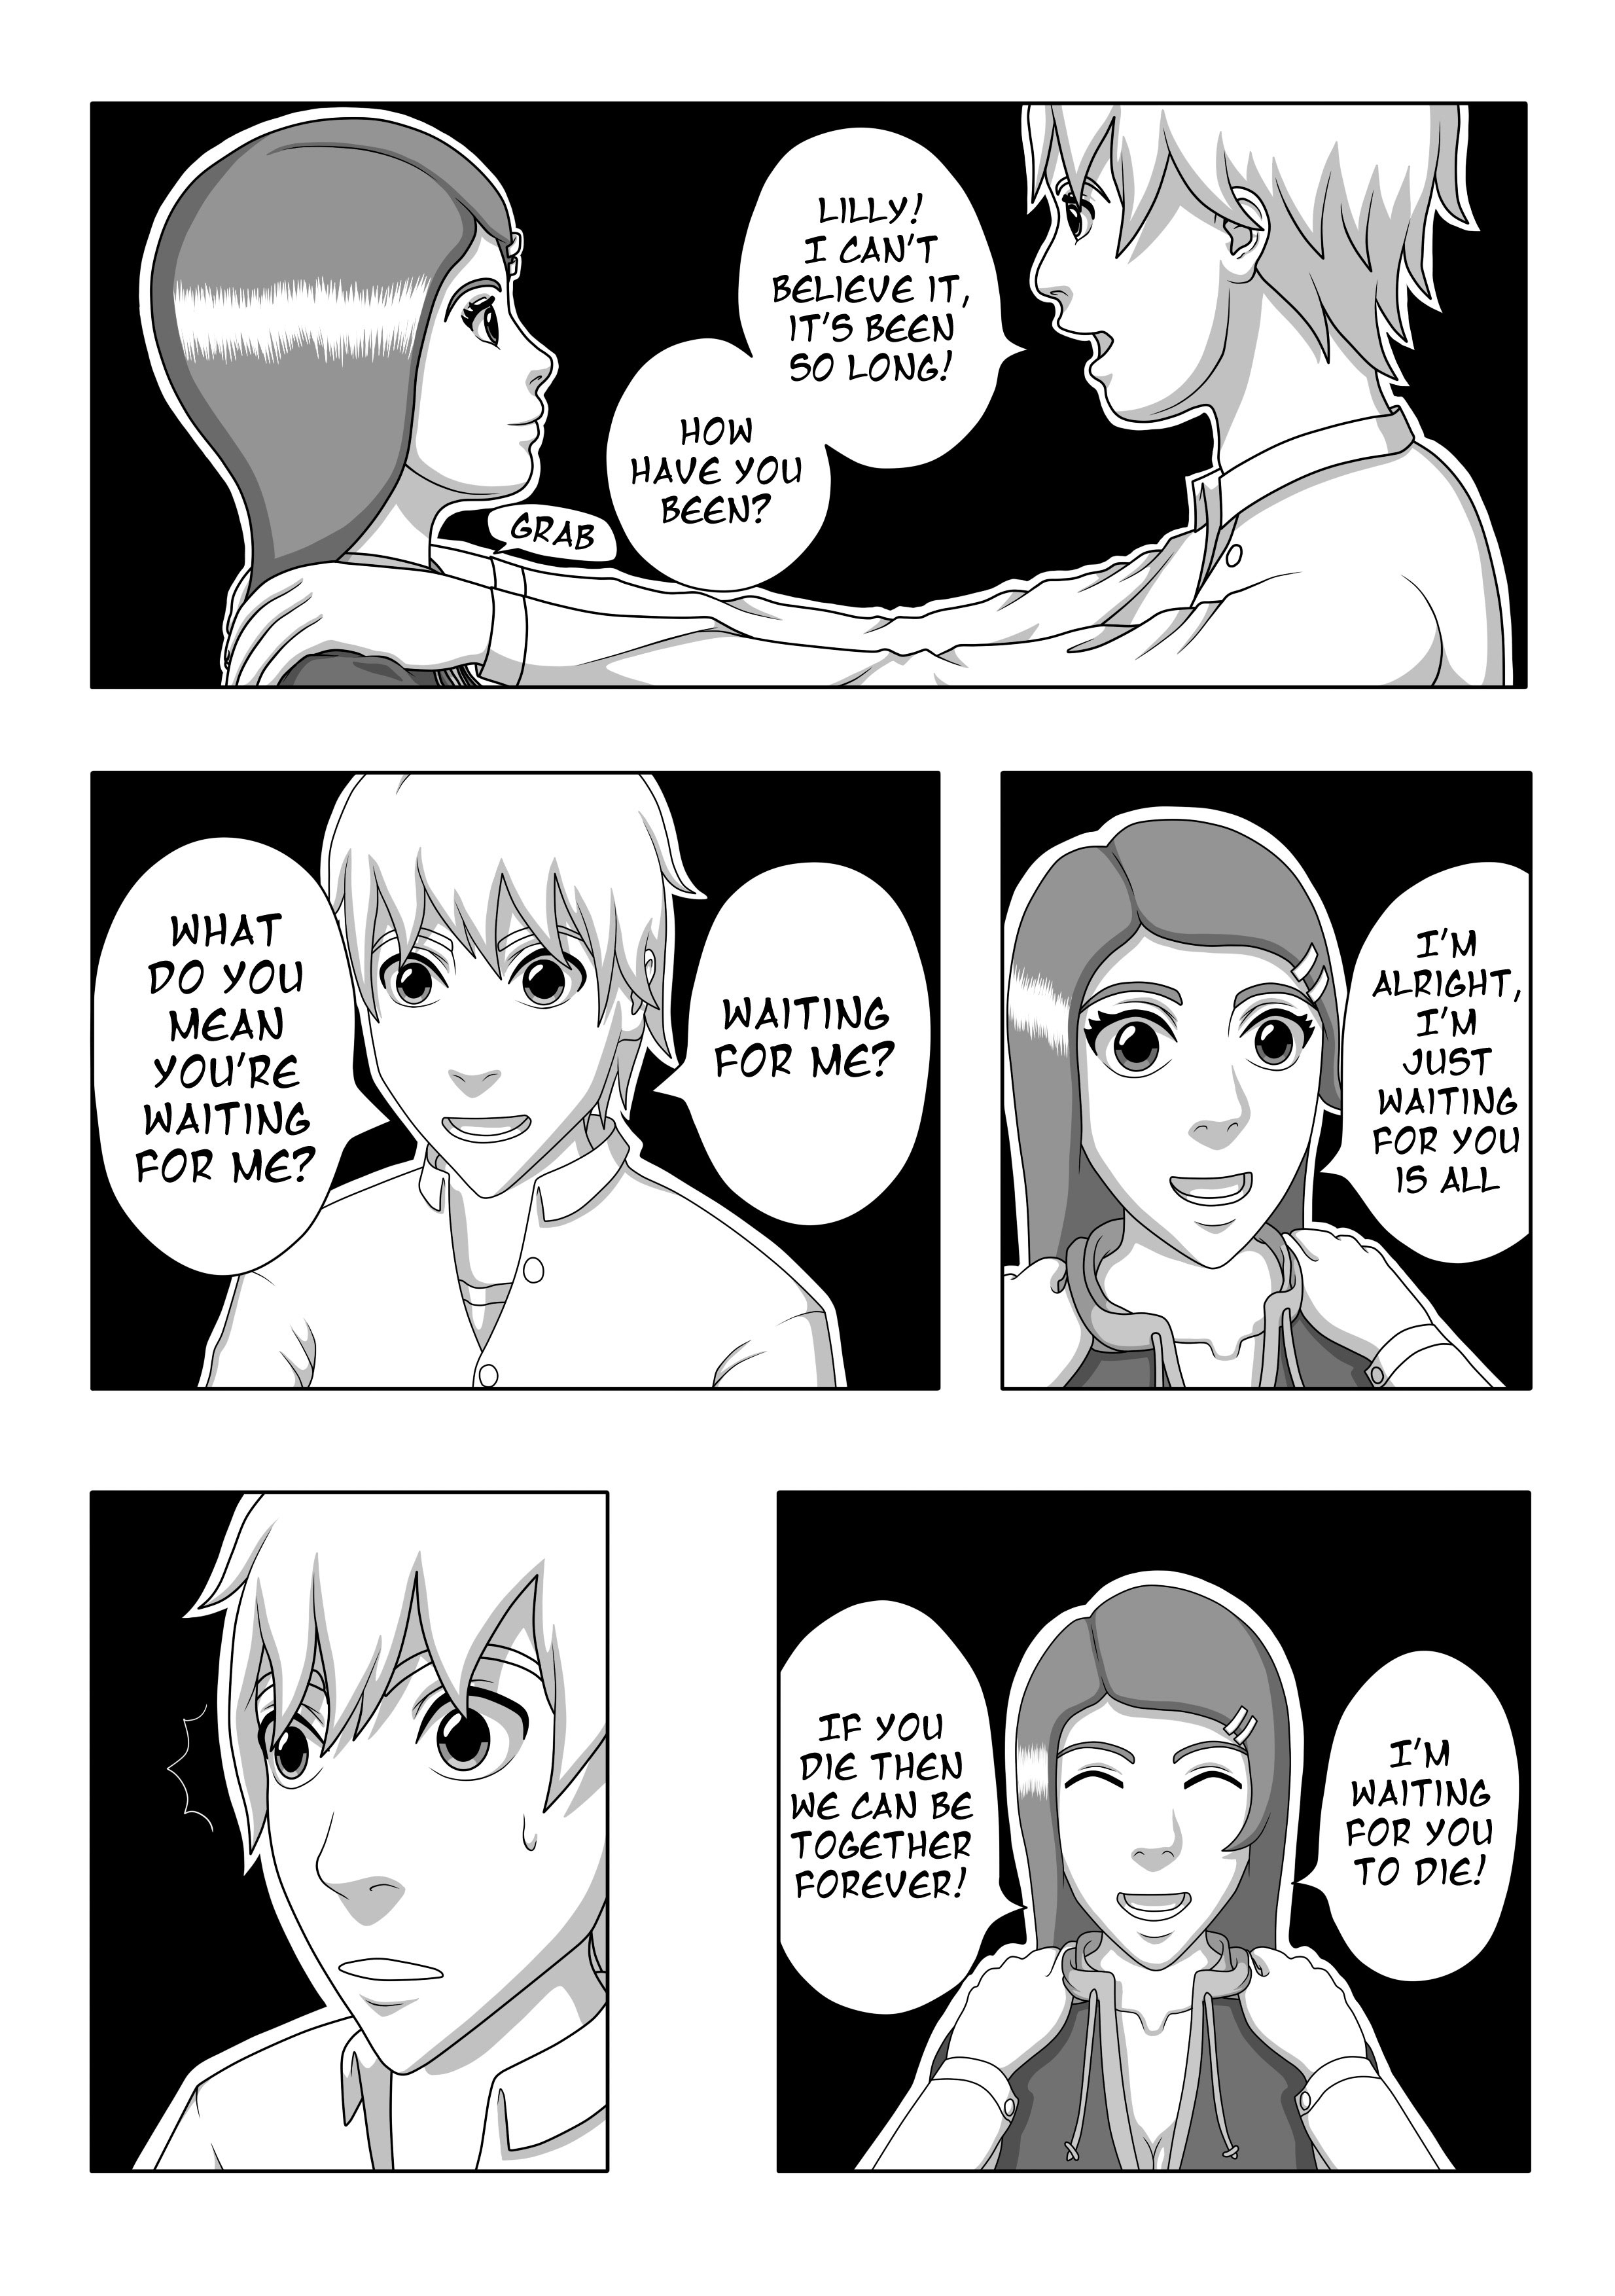 LILLY!
I CAN'T
BELIEVE IT,
IT'S BEEN
SO LONG!
HOW
HAVE YOU
BEEN?
GRAB
I'M
ALRIGHT,
I'M
JUST
WAITING
FOR YOU
IS ALL
WAITING
FOR ME?
WHAT
DO YOU
MEAN
YOU'RE
WAITING
FOR ME?
I'M
WAITING
FOR YOU
TO DIE!
IF YOU
DIE THEN
WE CAN BE
TOGETHER
FOREVER!